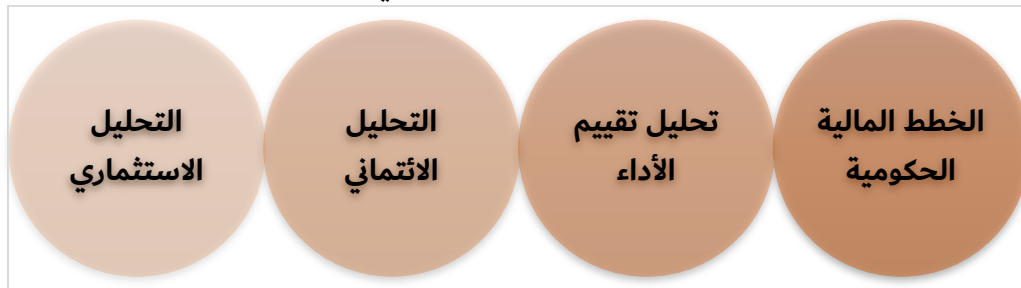 الخطط المالية
الحكومية
تحليل تقييم
الأداء
التحليل
الائتماني
التحليل
الاستثماري